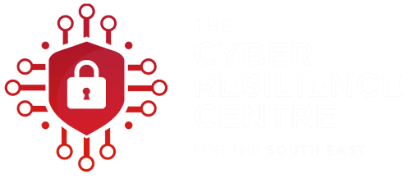 THE
CYBER
RESILIENCE
CENTRE
FOR THE SOUTH EAST